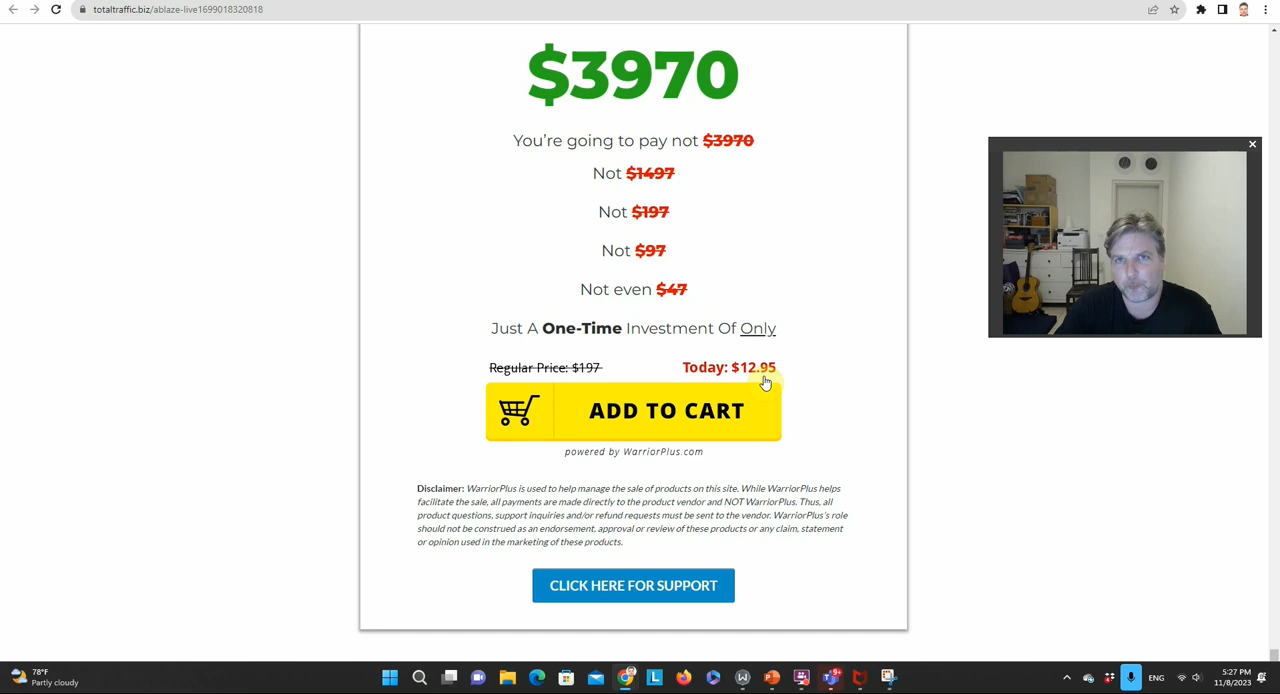 totaltraffic.biz/ablaze-live1699018320818
$3970
You're going to pay not $3970
Not $1497
Not $197
Not $97
Not even $47
Just A One-Time Investment Of Only
Regular Price: $197 Today: $12.95
ADD TO CART
powered by WarriorPlus.com
Disclaimer: WarriorPlus is used to help manage the sale of products on this site. While WarriorPlus helps
facilitate the sale, all payments are made directly to the product vendor and NOT WarriorPlus. Thus, all
product questions, support inquiries and/or refund requests must be sent to the vendor. WarriorPlus's role
should not be construed as an endorsement, approval or review of these products or any claim, statement
or opinion used in the marketing of these products.
CLICK HERE FOR SUPPORT
78°F
Partly cloudy
9+
ENG
5:27 PM
11/8/2023